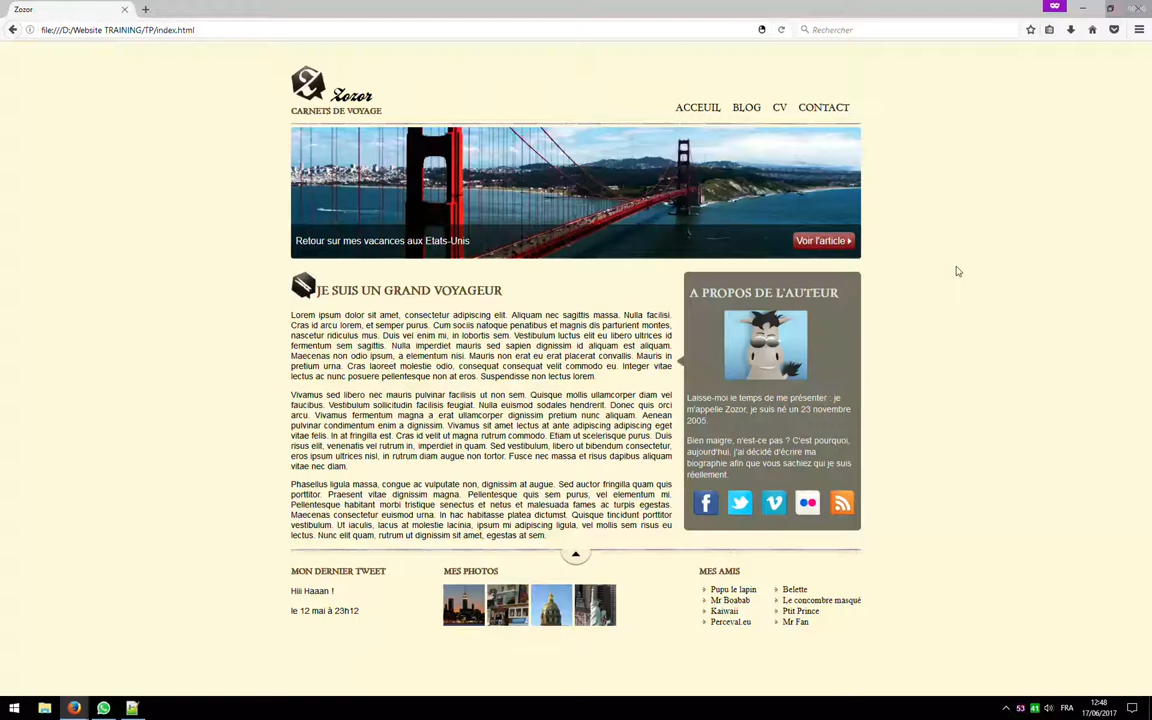 Zozor
file:///D:/Website TRAINING/TP/index.html
Rechercher
Zozor
CARNETS DE VOYAGE
ACCEUIL BLOG CV CONTACT
Retour sur mes vacances aux Etats-Unis
Voir l'article
JE SUIS UN GRAND VOYAGEUR
Lorem ipsum dolor sit amet, consectetur adipiscing elit. Aliquam nec sagittis massa. Nulla facilisi.
Cras id arcu lorem, et semper purus. Cum sociis natoque penatibus et magnis dis parturient montes,
nascetur ridiculus mus. Duis vel enim mi, in lobortis sem. Vestibulum luctus elit eu libero ultrices id
fermentum sem sagittis. Nulla imperdiet mauris sed sapien dignissim id aliquam est aliquam.
Maecenas non odio ipsum, a elementum nisi. Mauris non erat eu erat placerat convallis. Mauris in
pretium urna. Cras laoreet molestie odio, consequat consequat velit commodo eu. Integer vitae
lectus ac nunc posuere pellentesque non at eros. Suspendisse non lectus lorem.
Vivamus sed libero nec mauris pulvinar facilisis ut non sem. Quisque mollis ullamcorper diam vel
faucibus. Vestibulum sollicitudin facilisis feugiat. Nulla euismod sodales hendrerit. Donec quis orci
arcu. Vivamus fermentum magna a erat ullamcorper dignissim pretium nunc aliquam. Aenean
pulvinar condimentum enim a dignissim. Vivamus sit amet lectus at ante adipiscing adipiscing eget
vitae felis. In at fringilla est. Cras id velit ut magna rutrum commodo. Etiam ut scelerisque purus. Duis
risus elit, venenatis vel rutrum in, imperdiet in quam. Sed vestibulum, libero ut bibendum consectetur,
eros ipsum ultrices nisl, in rutrum diam augue non tortor. Fusce nec massa et risus dapibus aliquam
vitae nec diam.
Phasellus ligula massa, congue ac vulputate non, dignissim at augue. Sed auctor fringilla quam quis
porttitor. Praesent vitae dignissim magna. Pellentesque quis sem purus, vel elementum mi.
Pellentesque habitant morbi tristique senectus et netus et malesuada fames ac turpis egestas.
Maecenas consectetur euismod urna. In hac habitasse platea dictumst. Quisque tincidunt porttitor
vestibulum. Ut iaculis, lacus at molestie lacinia, ipsum mi adipiscing ligula, vel mollis sem risus eu
lectus. Nunc elit quam, rutrum ut dignissim sit amet, egestas at sem.
A PROPOS DE L'AUTEUR
Laisse-moi le temps de me présenter : je
m'appelle Zozor, je suis né un 23 novembre
2005.
Bien maigre, n'est-ce pas ? C'est pourquoi,
aujourd'hui, j'ai décidé d'écrire ma
biographie afin que vous sachiez qui je suis
réellement.
MON DERNIER TWEET
Hiii Haaan !
le 12 mai à 23h12
MES PHOTOS
MES AMIS
Pupu le lapin
Mr Boabab
Kaiwaii
Perceval.eu
Belette
Le concombre masqué
Ptit Prince
Mr Fan
53 41 FRA
12:48
17/06/2017